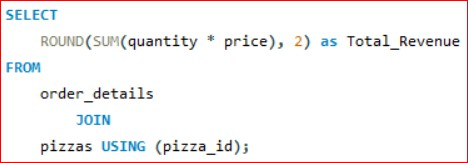 SELECT
ROUND(SUM(quantity * price), 2) as Total_Revenue
FROM
order_details
JOIN
pizzas USING (pizza_id);